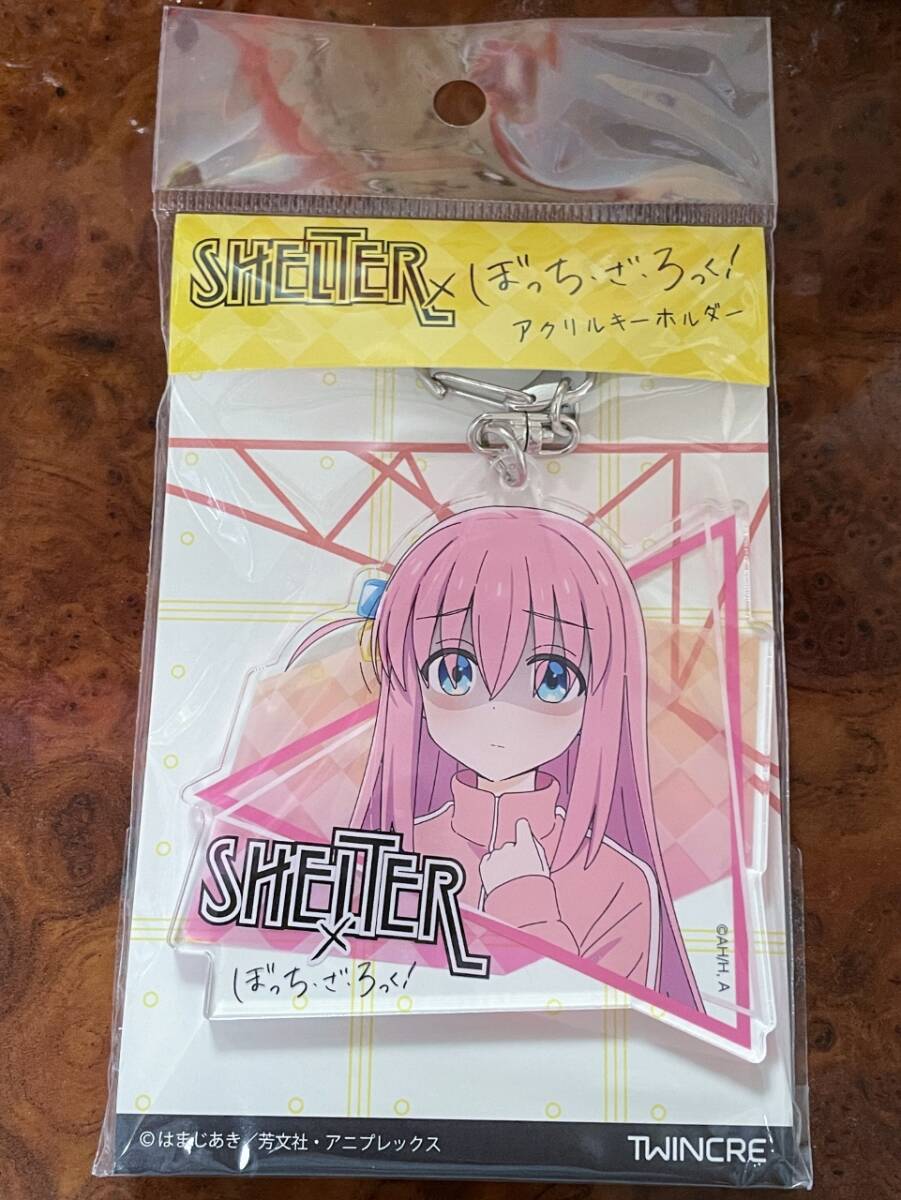 SHELTER × ぼっち・ざ・ろっく!
アクリルキーホルダー
SHELTER
×
ぼっち・ざ・ろっく!
©AH/H, A
©はまじあき/芳文社・アニプレックス
TWINCRE